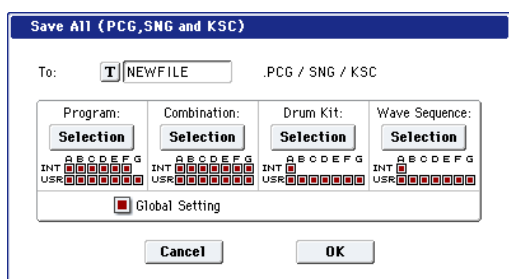 Save All (PCG,SNG and KSC)
To: T NEWFILE .PCG / SNG / KSC
Program: Combination: Drum Kit: Wave Sequence:
Selection Selection Selection Selection
A B C D E F G A B C D E F G A B C D E F G A B C D E F G
INT INT INT INT
USR USR USR USR
Global Setting
Cancel OK